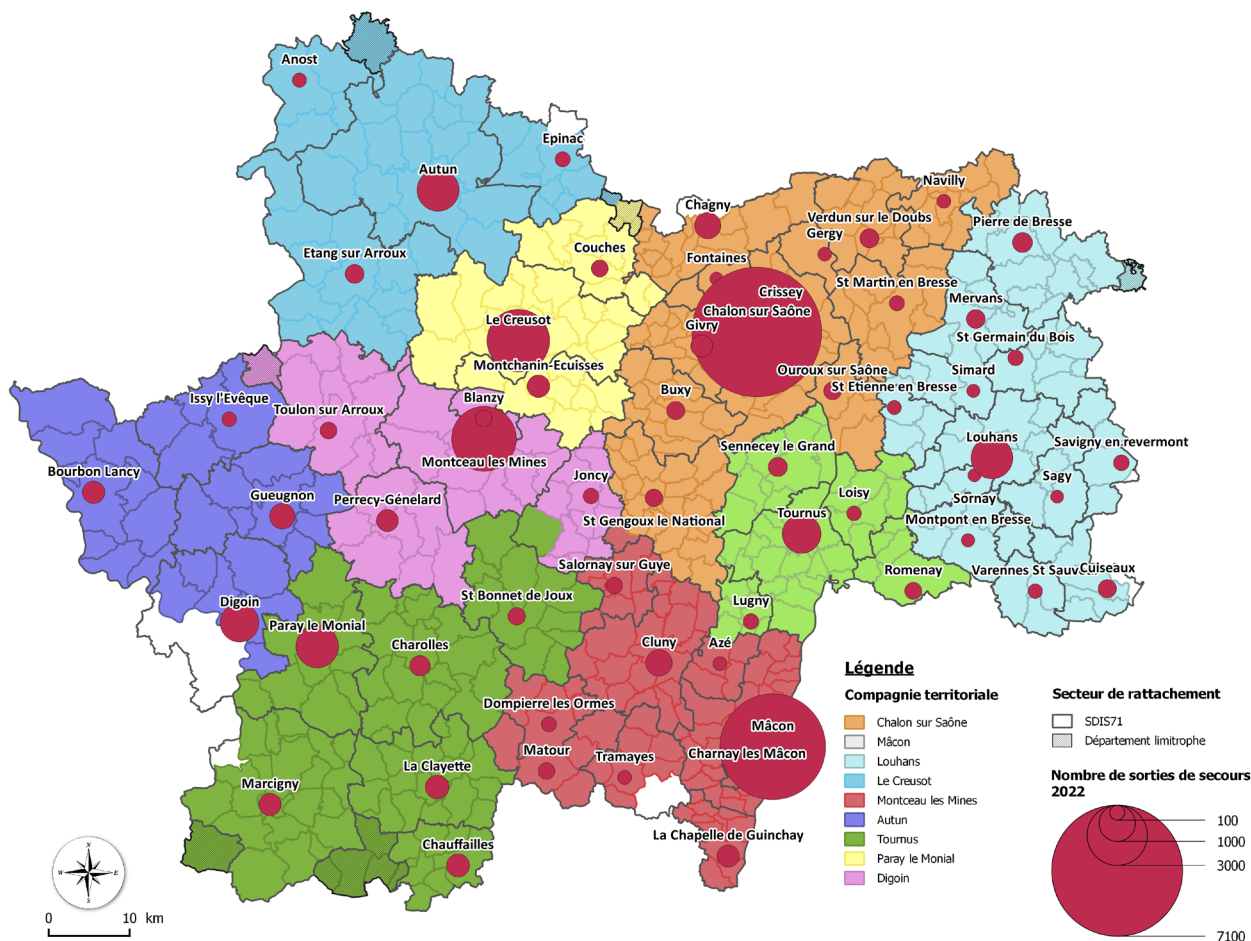 Anost
Epinac
Autun
Navilly
Chagny
Verdun sur le Doubs
Pierre de Bresse
Gergy
Couches
Etang sur Arroux
Fontaines
St Martin en Bresse
Crissey
Mervans
Chalon sur Saône
Le Creusot
Givry
St Germain du Bois
Montchanin-Ecuisses
Ouroux sur Saône
Simard
St Etienne en Bresse
Buxy
Issy l'Evêque
Blanzy
Toulon sur Arroux
Louhans
Savigny en revermont
Sennecey le Grand
Montceau les Mines
Bourbon Lancy
Joncy
Sagy
Gueugnon
Perrecy-Génelard
Loisy
Sornay
Tournus
St Gengoux le National
Montpont en Bresse
Salornay sur Guye
Romenay
Varennes St Sauv
Cuiseaux
St Bonnet de Joux
Digoin
Lugny
Paray le Monial
Charolles
Cluny
Azé
Dompierre les Ormes
Mâcon
Matour
Tramayes
Charnay les Mâcon
La Clayette
Marcigny
La Chapelle de Guinchay
Chauffailles
Légende
Compagnie territoriale
Chalon sur Saône
Mâcon
Louhans
Le Creusot
Montceau les Mines
Autun
Tournus
Paray le Monial
Digoin
Secteur de rattachement
SDIS71
Département limitrophe
Nombre de sorties de secours
2022
100
1000
3000
7100
N
W
E
S
0 10 km